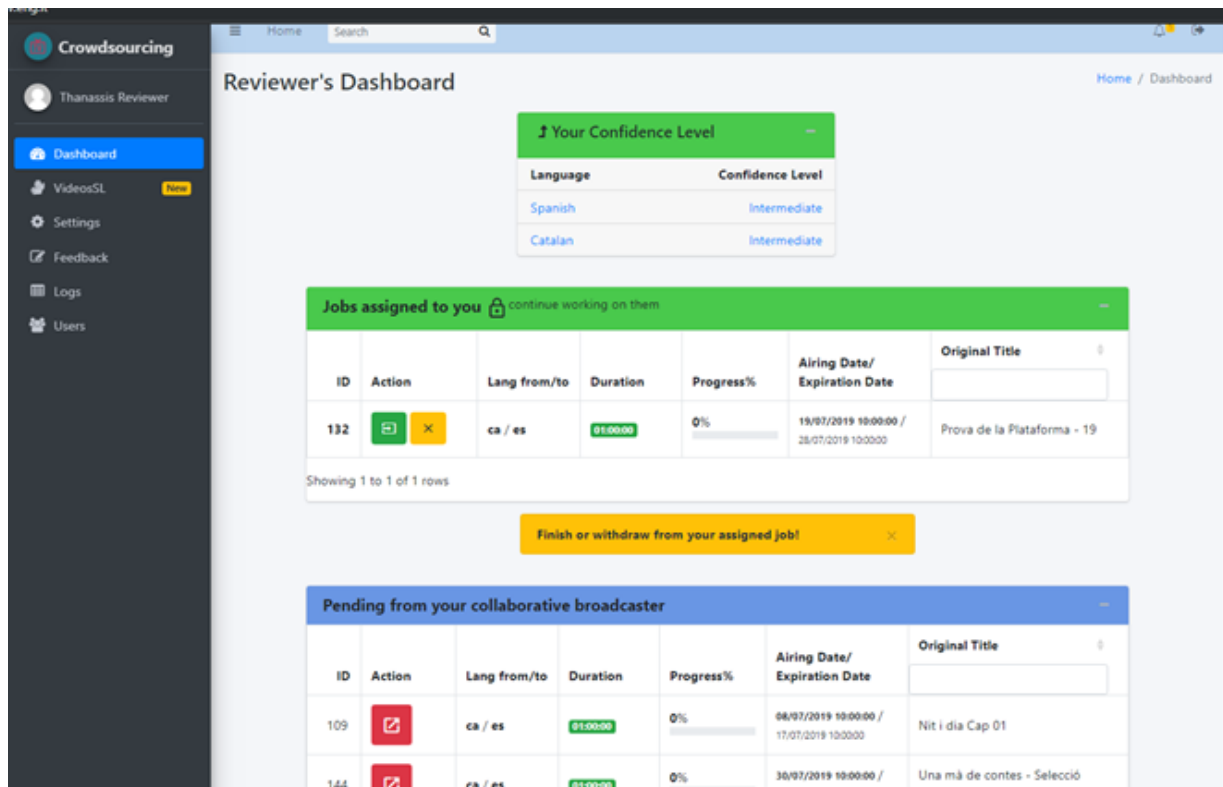 Crowdsourcing
Home
Search
Thanassis Reviewer
Reviewer's Dashboard
Home / Dashboard
Dashboard
VideosSL New
Settings
Feedback
Logs
Users
Your Confidence Level
Language Confidence Level
Spanish Intermediate
Catalan Intermediate
Jobs assigned to you continue working on them
ID Action Lang from/to Duration Progress% Airing Date/ Expiration Date Original Title
132 ca / es 01:00:00 0% 19/07/2019 10:00:00 / 28/07/2019 10:00:00 Prova de la Plataforma - 19
Showing 1 to 1 of 1 rows
Finish or withdraw from your assigned job!
Pending from your collaborative broadcaster
ID Action Lang from/to Duration Progress% Airing Date/ Expiration Date Original Title
109 ca / es 01:00:00 0% 08/07/2019 10:00:00 / 17/07/2019 10:00:00 Nit i dia Cap 01
144 ca / es 01:00:00 0% 30/07/2019 10:00:00 / Una mà de contes - Selecció